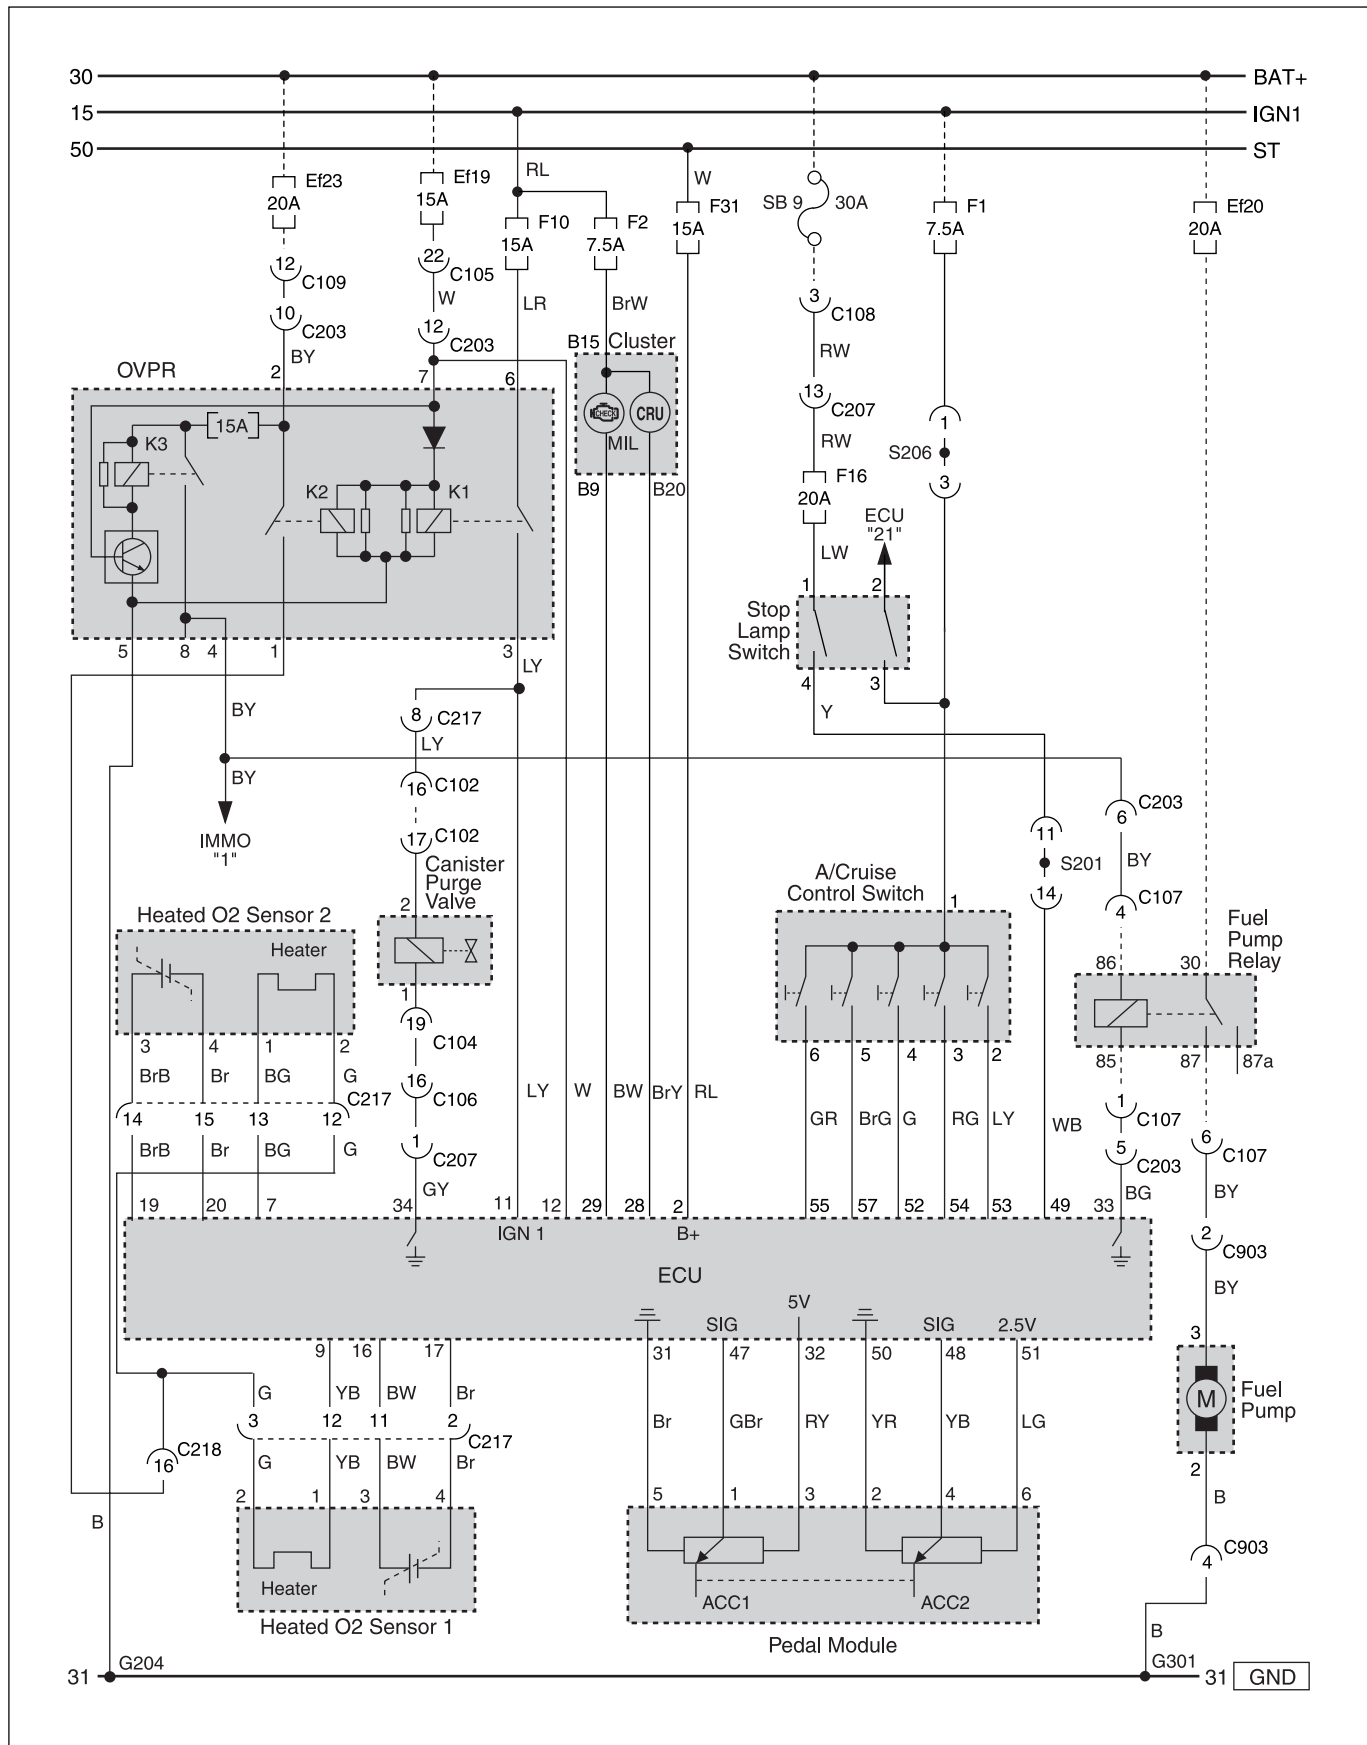 30 BAT+
15 IGN1
50 ST
RL W
Ef23 Ef19 F10 F2 F31 SB 9 30A F1 Ef20
20A 15A 15A 7.5A 15A 7.5A 20A
12 C109 22 C105
W LR BrW
3 C108
10 C203 12 C203
BY
RW
B15 Cluster
OVPR 2 7 6
13 C207
CHECK CRU
MIL
1
S206
3
15A
K3 K2 K1
RW
F16
20A
B9 B20
ECU
"21"
LW
1 2
Stop
Lamp
Switch
4 3
5 8 4 1 3
LY
Y
BY
8 C217
LY
BY
IMMO
"1"
16 C102
17 C102
Canister
Purge
Valve
2
C203
6
BY
C107
4
11
S201
14
A/Cruise
Control Switch
1
Heated O2 Sensor 2
Heater
Fuel
Pump
Relay
86 30
85 87 87a
1
19 C104
16 C106
1 C207
GY
3 4 1 2
BrB Br BG G
14 15 13 12 C217
BrB Br BG G
6 5 4 3 2
LY W BW BrY RL
GR BrG G RG LY
WB
1 C107
5 C203
BG
6 C107
BY
2 C903
BY
19 20 7 34 11 12 29 28 2 55 57 52 54 53 49 33
IGN 1 B+
ECU
5V
SIG SIG 2.5V
9 16 17 31 47 32 50 48 51
3
M
Fuel
Pump
2
B
C903
4
B
G YB BW Br
3 12 11 2 C217
G YB BW Br
C218
16
Br GBr RY YR YB LG
2 1 3 4
5 1 3 2 4 6
B
Heater
Heated O2 Sensor 1
ACC1 ACC2
Pedal Module
31 G204 G301 31 GND